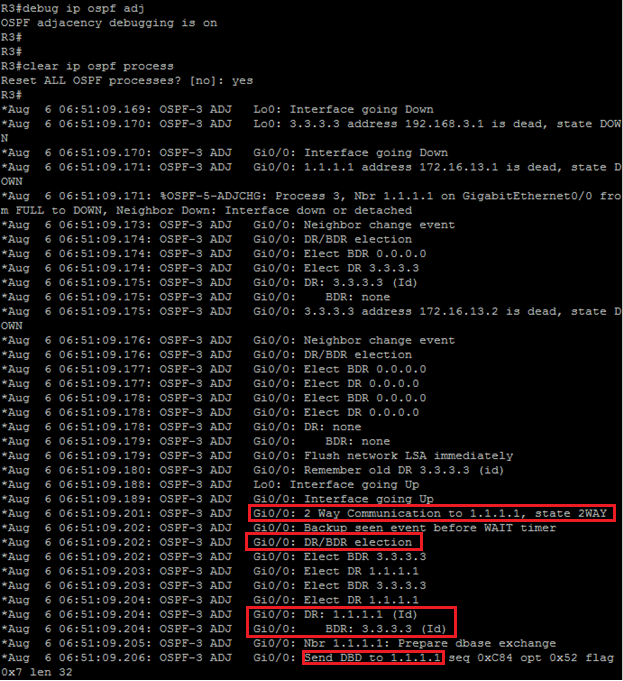 R3#debug ip ospf adj
OSPF adjacency debugging is on
R3#
R3#
R3#clear ip ospf process
Reset ALL OSPF processes? [no]: yes
R3#
*Aug  6 06:51:09.169: OSPF-3 ADJ   Lo0: Interface going Down
*Aug  6 06:51:09.170: OSPF-3 ADJ   Lo0: 3.3.3.3 address 192.168.3.1 is dead, state DOW
N
*Aug  6 06:51:09.170: OSPF-3 ADJ   Gi0/0: Interface going Down
*Aug  6 06:51:09.171: OSPF-3 ADJ   Gi0/0: 1.1.1.1 address 172.16.13.1 is dead, state D
OWN
*Aug  6 06:51:09.171: %OSPF-5-ADJCHG: Process 3, Nbr 1.1.1.1 on GigabitEthernet0/0 fro
m FULL to DOWN, Neighbor Down: Interface down or detached
*Aug  6 06:51:09.173: OSPF-3 ADJ   Gi0/0: Neighbor change event
*Aug  6 06:51:09.174: OSPF-3 ADJ   Gi0/0: DR/BDR election
*Aug  6 06:51:09.174: OSPF-3 ADJ   Gi0/0: Elect BDR 0.0.0.0
*Aug  6 06:51:09.174: OSPF-3 ADJ   Gi0/0: Elect DR 3.3.3.3
*Aug  6 06:51:09.175: OSPF-3 ADJ   Gi0/0: DR: 3.3.3.3 (Id)
*Aug  6 06:51:09.175: OSPF-3 ADJ   Gi0/0:    BDR: none
*Aug  6 06:51:09.175: OSPF-3 ADJ   Gi0/0: 3.3.3.3 address 172.16.13.2 is dead, state D
OWN
*Aug  6 06:51:09.176: OSPF-3 ADJ   Gi0/0: Neighbor change event
*Aug  6 06:51:09.176: OSPF-3 ADJ   Gi0/0: DR/BDR election
*Aug  6 06:51:09.177: OSPF-3 ADJ   Gi0/0: Elect BDR 0.0.0.0
*Aug  6 06:51:09.177: OSPF-3 ADJ   Gi0/0: Elect DR 0.0.0.0
*Aug  6 06:51:09.178: OSPF-3 ADJ   Gi0/0: Elect BDR 0.0.0.0
*Aug  6 06:51:09.178: OSPF-3 ADJ   Gi0/0: Elect DR 0.0.0.0
*Aug  6 06:51:09.178: OSPF-3 ADJ   Gi0/0: DR: none
*Aug  6 06:51:09.179: OSPF-3 ADJ   Gi0/0:    BDR: none
*Aug  6 06:51:09.179: OSPF-3 ADJ   Gi0/0: Flush network LSA immediately
*Aug  6 06:51:09.180: OSPF-3 ADJ   Gi0/0: Remember old DR 3.3.3.3 (id)
*Aug  6 06:51:09.188: OSPF-3 ADJ   Lo0: Interface going Up
*Aug  6 06:51:09.189: OSPF-3 ADJ   Gi0/0: Interface going Up
*Aug  6 06:51:09.201: OSPF-3 ADJ   Gi0/0: 2 Way Communication to 1.1.1.1, state 2WAY
*Aug  6 06:51:09.202: OSPF-3 ADJ   Gi0/0: Backup seen event before WAIT timer
*Aug  6 06:51:09.202: OSPF-3 ADJ   Gi0/0: DR/BDR election
*Aug  6 06:51:09.202: OSPF-3 ADJ   Gi0/0: Elect BDR 3.3.3.3
*Aug  6 06:51:09.203: OSPF-3 ADJ   Gi0/0: Elect DR 1.1.1.1
*Aug  6 06:51:09.203: OSPF-3 ADJ   Gi0/0: Elect BDR 3.3.3.3
*Aug  6 06:51:09.204: OSPF-3 ADJ   Gi0/0: Elect DR 1.1.1.1
*Aug  6 06:51:09.204: OSPF-3 ADJ   Gi0/0: DR: 1.1.1.1 (Id)
*Aug  6 06:51:09.204: OSPF-3 ADJ   Gi0/0:    BDR: 3.3.3.3 (Id)
*Aug  6 06:51:09.205: OSPF-3 ADJ   Gi0/0: Nbr 1.1.1.1: Prepare dbase exchange
*Aug  6 06:51:09.206: OSPF-3 ADJ   Gi0/0: Send DBD to 1.1.1.1 seq 0xC84 opt 0x52 flag
0x7 len 32